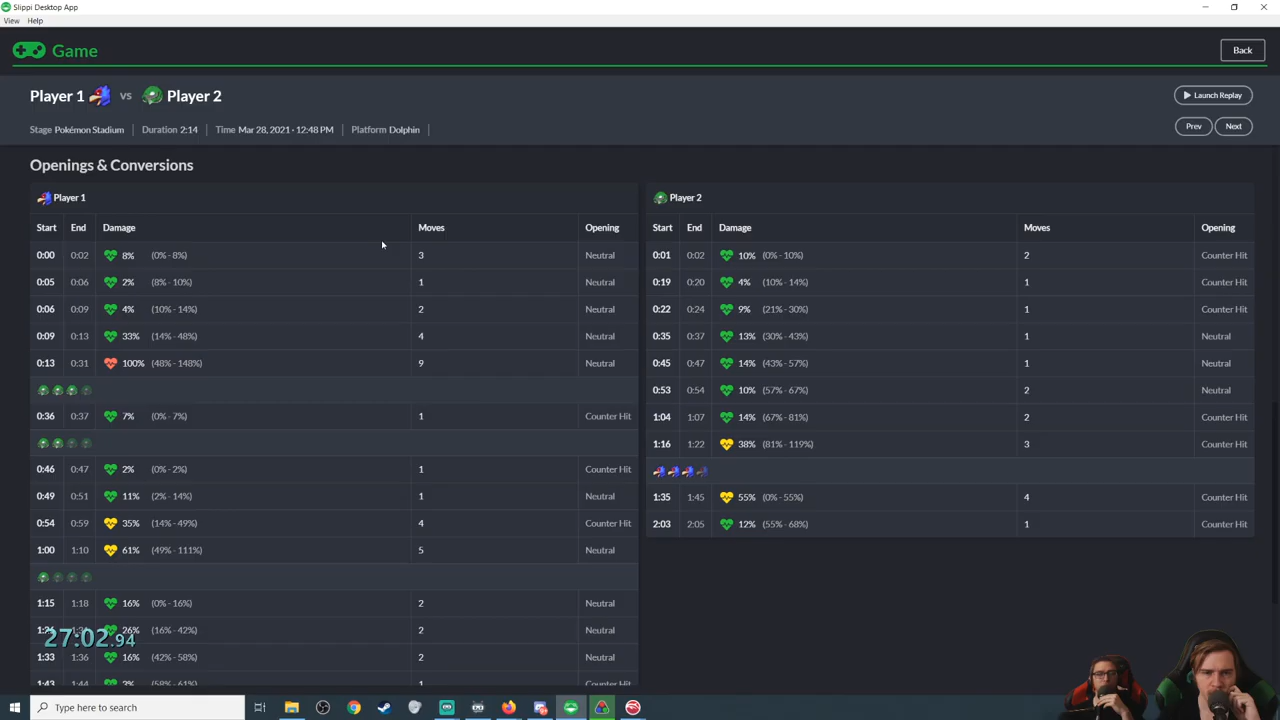 Slippi Desktop App
View Help
Game
Back
Player 1 vs Player 2
Launch Replay
Stage Pokémon Stadium Duration 2:14 Time Mar 28, 2021 · 12:48 PM Platform Dolphin
Prev Next
Openings & Conversions
Player 1
Start End Damage Moves Opening
0:00 0:02 8% (0% - 8%) 3 Neutral
0:05 0:06 2% (8% - 10%) 1 Neutral
0:06 0:09 4% (10% - 14%) 2 Neutral
0:09 0:13 33% (14% - 48%) 4 Neutral
0:13 0:31 100% (48% - 148%) 9 Neutral
0:36 0:37 7% (0% - 7%) 1 Counter Hit
0:46 0:47 2% (0% - 2%) 1 Counter Hit
0:49 0:51 11% (2% - 14%) 1 Neutral
0:54 0:59 35% (14% - 49%) 4 Counter Hit
1:00 1:10 61% (49% - 111%) 5 Neutral
1:15 1:18 16% (0% - 16%) 2 Neutral
26% (16% - 42%) 2 Neutral
1:33 1:36 16% (42% - 58%) 2 Neutral
1:43 1:44 3% (58% - 61%) 1 Counter Hit
Player 2
Start End Damage Moves Opening
0:01 0:02 10% (0% - 10%) 2 Counter Hit
0:19 0:20 4% (10% - 14%) 1 Counter Hit
0:22 0:24 9% (21% - 30%) 1 Counter Hit
0:35 0:37 13% (30% - 43%) 1 Neutral
0:45 0:47 14% (43% - 57%) 1 Neutral
0:53 0:54 10% (57% - 67%) 2 Neutral
1:04 1:07 14% (67% - 81%) 2 Counter Hit
1:16 1:22 38% (81% - 119%) 3 Counter Hit
1:35 1:45 55% (0% - 55%) 4 Counter Hit
2:03 2:05 12% (55% - 68%) 1 Counter Hit
27:02.94
Type here to search